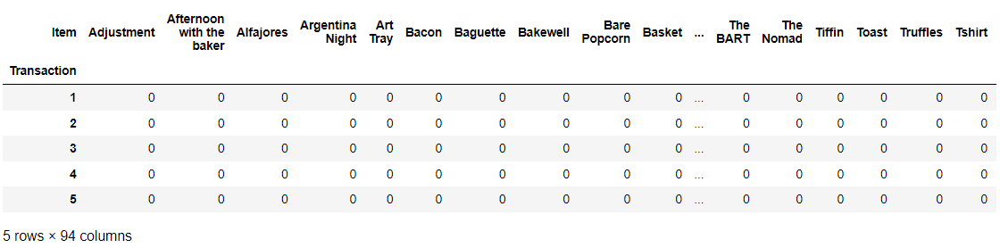 Item Adjustment Afternoon with the baker Alfajores Argentina Night Art Tray Bacon Baguette Bakewell Bare Popcorn Basket ... The BART The Nomad Tiffin Toast Truffles Tshirt
Transaction
1 0 0 0 0 0 0 0 0 0 0 ... 0 0 0 0 0 0
2 0 0 0 0 0 0 0 0 0 0 ... 0 0 0 0 0 0
3 0 0 0 0 0 0 0 0 0 0 ... 0 0 0 0 0 0
4 0 0 0 0 0 0 0 0 0 0 ... 0 0 0 0 0 0
5 0 0 0 0 0 0 0 0 0 0 ... 0 0 0 0 0 0
5 rows × 94 columns